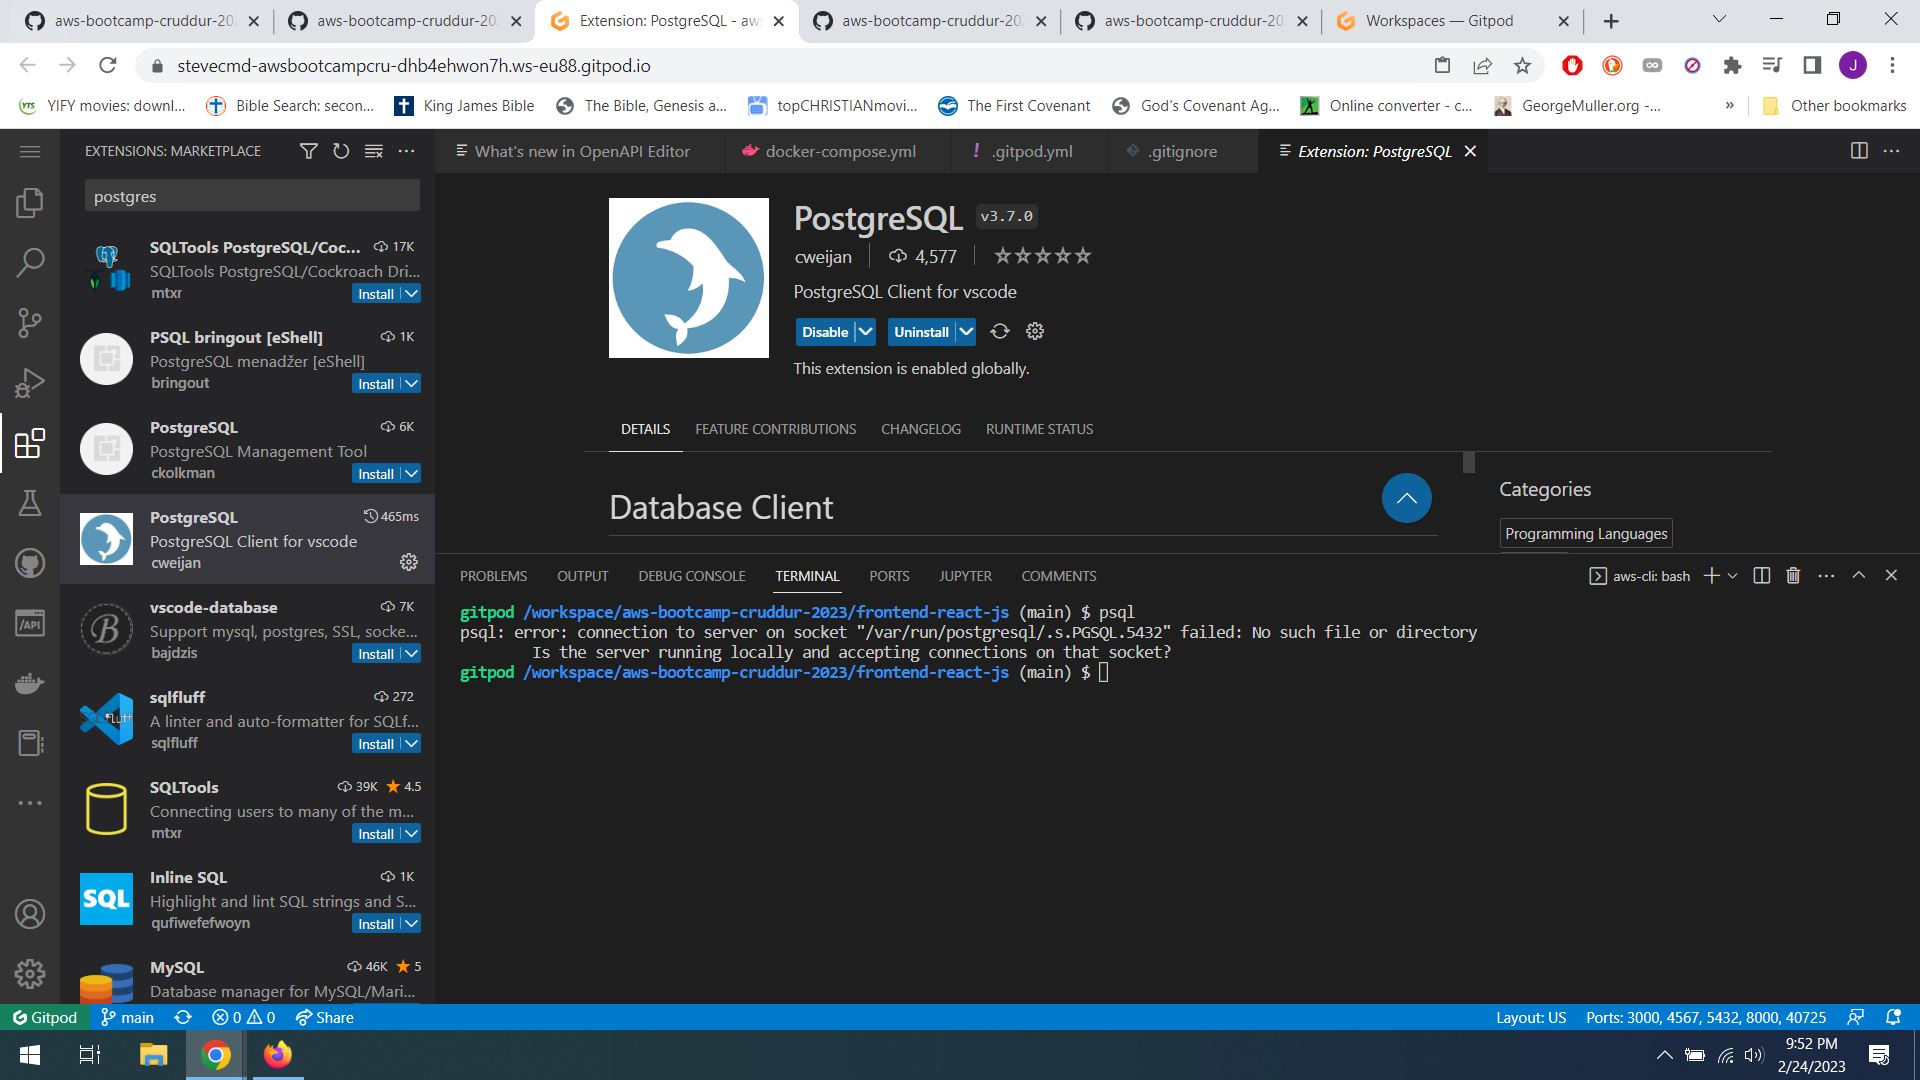 aws-bootcamp-cruddur-202
aws-bootcamp-cruddur-202
Extension: PostgreSQL - aws
aws-bootcamp-cruddur-202
aws-bootcamp-cruddur-202
Workspaces — Gitpod
stevecmd-awsbootcampcru-dhb4ehwon7h.ws-eu88.gitpod.io
J
YTS
YIFY movies: downl...
Bible Search: secon...
King James Bible
The Bible, Genesis a...
topCHRISTIANmovi...
The First Covenant
God's Covenant Ag...
Online converter - c...
GeorgeMuller.org -...
»
Other bookmarks
EXTENSIONS: MARKETPLACE
What's new in OpenAPI Editor
docker-compose.yml
! .gitpod.yml
.gitignore
Extension: PostgreSQL
postgres
SQLTools PostgreSQL/Coc... 17K
SQLTools PostgreSQL/Cockroach Dri...
mtxr Install
PSQL bringout [eShell] 1K
PostgreSQL menadžer [eShell]
bringout Install
PostgreSQL 6K
PostgreSQL Management Tool
ckolkman Install
PostgreSQL 465ms
PostgreSQL Client for vscode
cweijan
vscode-database 7K
Support mysql, postgres, SSL, socke...
bajdzis Install
sqlfluff 272
A linter and auto-formatter for SQLf...
sqlfluff Install
SQLTools 39K 4.5
Connecting users to many of the m...
mtxr Install
Inline SQL 1K
Highlight and lint SQL strings and S...
qufiwefefwoyn Install
SQL
MySQL 46K 5
Database manager for MySQL/Mari...
/API
PostgreSQL v3.7.0
cweijan 4,577
PostgreSQL Client for vscode
Disable Uninstall
This extension is enabled globally.
DETAILS FEATURE CONTRIBUTIONS CHANGELOG RUNTIME STATUS
Database Client
Categories
Programming Languages
PROBLEMS OUTPUT DEBUG CONSOLE TERMINAL PORTS JUPYTER COMMENTS
aws-cli: bash
gitpod /workspace/aws-bootcamp-cruddur-2023/frontend-react-js (main) $ psql
psql: error: connection to server on socket "/var/run/postgresql/.s.PGSQL.5432" failed: No such file or directory
Is the server running locally and accepting connections on that socket?
gitpod /workspace/aws-bootcamp-cruddur-2023/frontend-react-js (main) $
Gitpod main 0 0 Share
Layout: US Ports: 3000, 4567, 5432, 8000, 40725
9:52 PM
2/24/2023